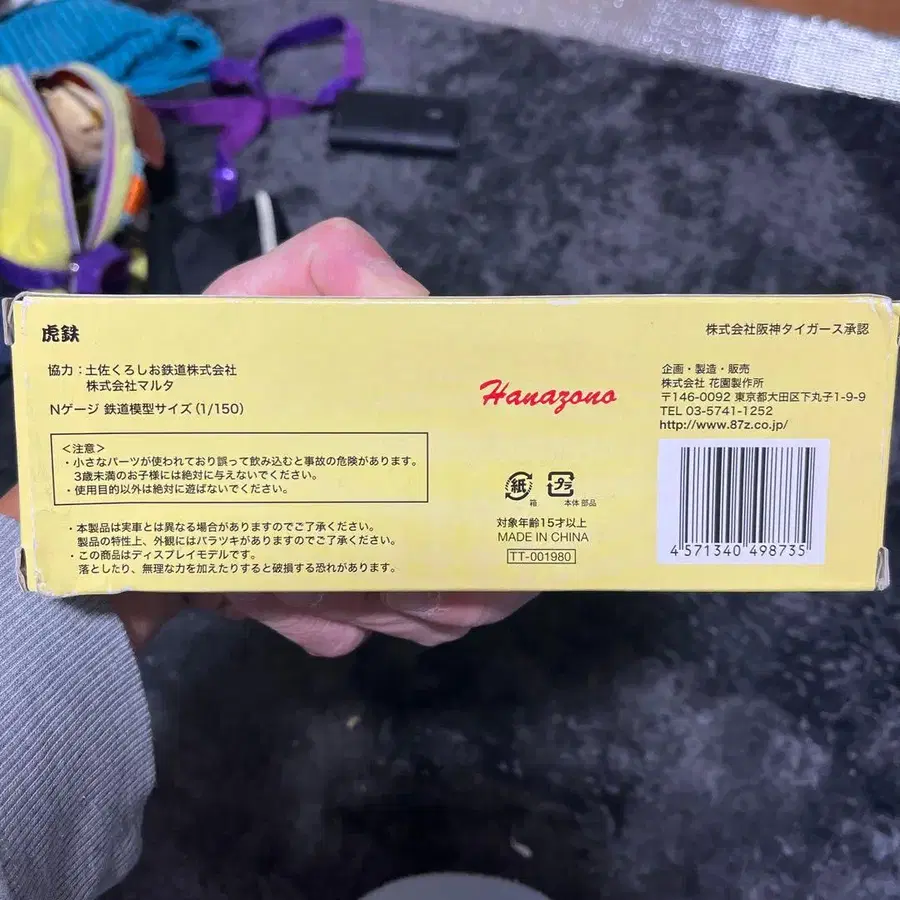 虎鉄
株式会社阪神タイガース承認
協力：土佐くろしお鉄道株式会社
株式会社マルタ
Nゲージ 鉄道模型サイズ（1/150）
＜注意＞
・小さなパーツが使われており誤って飲み込むと事故の危険があります。
3歳未満のお子様には絶対に与えないでください。
・使用目的以外は絶対に遊ばないでください。
・本製品は実車とは異なる場合がありますのでご了承ください。
製品の特性上、外観にはバラツキがありますのでご了承ください。
・この商品はディスプレイモデルです。
落としたり、無理な力を加えたりすると破損する恐れがあります。
Hanazono
紙 箱
プラ 本体 部品
対象年齢15才以上
MADE IN CHINA
TT-001980
企画・製造・販売
株式会社 花園製作所
〒146-0092 東京都大田区下丸子1-9-9
TEL 03-5741-1252
http://www.87z.co.jp/
4 571340 498735